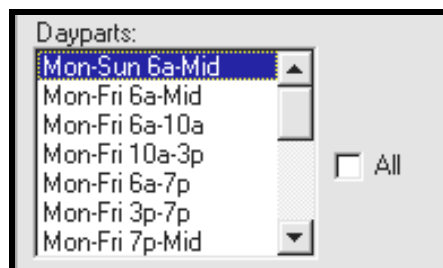 Dayparts:
Mon-Sun 6a-Mid
Mon-Fri 6a-Mid
Mon-Fri 6a-10a
Mon-Fri 10a-3p
Mon-Fri 6a-7p
Mon-Fri 3p-7p
Mon-Fri 7p-Mid
All